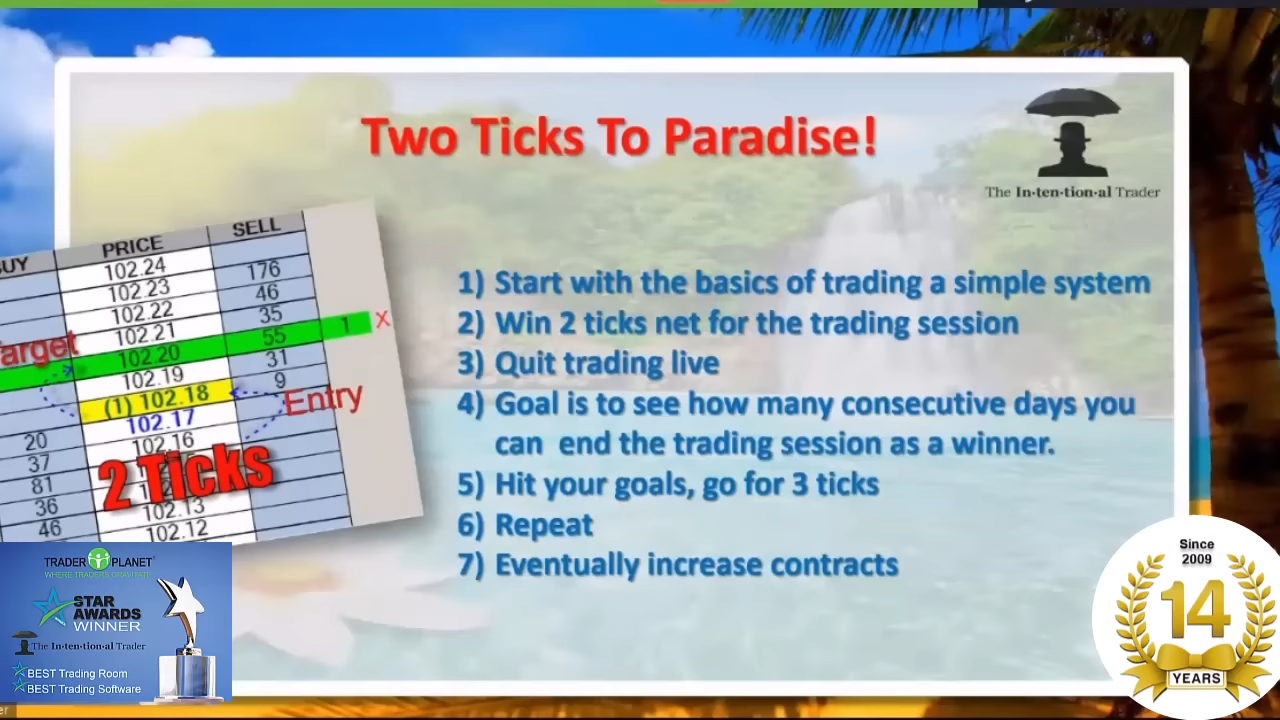 Two Ticks To Paradise!
The In·ten·tion·al Trader
BUY PRICE SELL
102.24 176
102.23 46
102.22 35
102.21 55 1 X
Target
102.20 31
102.19 9
(1) 102.18 Entry
102.17
20 102.16
37
2 Ticks
81
36 102.13
46 102.12
1) Start with the basics of trading a simple system
2) Win 2 ticks net for the trading session
3) Quit trading live
4) Goal is to see how many consecutive days you
can end the trading session as a winner.
5) Hit your goals, go for 3 ticks
6) Repeat
7) Eventually increase contracts
TRADER PLANET
WHERE TRADERS GRAVITATE
STAR
AWARDS
WINNER
The In·ten·tion·al Trader
BEST Trading Room
BEST Trading Software
Since
2009
14
YEARS